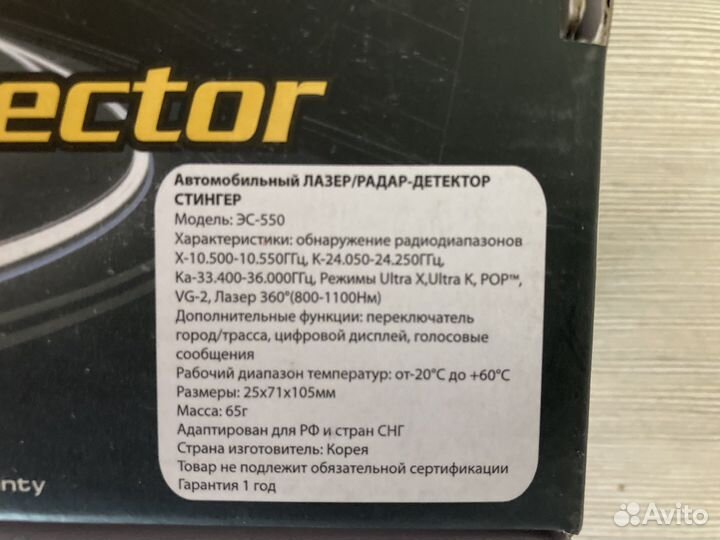 ector
Автомобильный ЛАЗЕР/РАДАР-ДЕТЕКТОР
СТИНГЕР
Модель: ЭС-550
Характеристики: обнаружение радиодиапазонов
X-10.500-10.550ГГц, K-24.050-24.250ГГц,
Ka-33.400-36.000ГГц, Режимы Ultra X,Ultra K, POP™,
VG-2, Лазер 360°(800-1100Нм)
Дополнительные функции: переключатель
город/трасса, цифровой дисплей, голосовые
сообщения
Рабочий диапазон температур: от-20°C до +60°C
Размеры: 25x71x105мм
Масса: 65г
Адаптирован для РФ и стран СНГ
Страна изготовитель: Корея
Товар не подлежит обязательной сертификации
Гарантия 1 год
nty
Avito